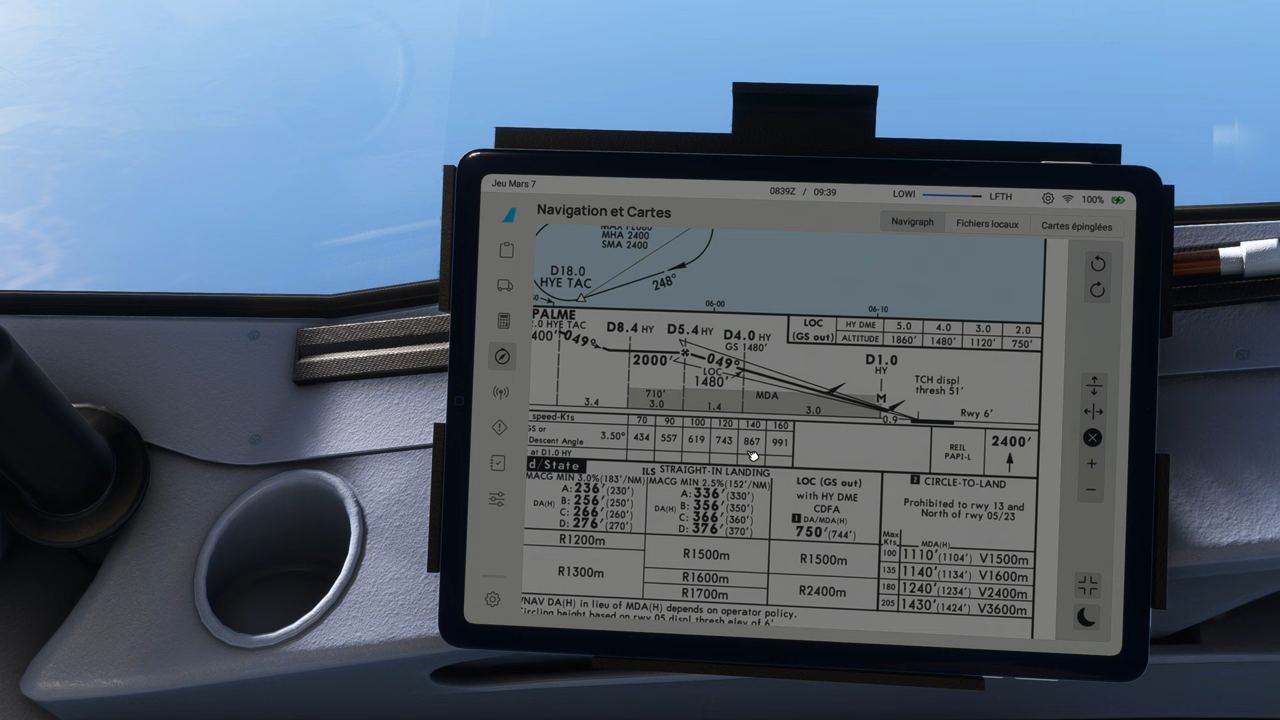 Jeu Mars 7
0839Z / 09:39
LOWI
LFTH
100%
Navigation et Cartes
Navigraph
Fichiers locaux
Cartes épinglées
MHA 2400
SMA 2400
D18.0
HYE TAC
248°
06-00
06-10
PALME
.0 HYE TAC
400'
049°
D8.4 HY
D5.4 HY
D4.0 HY
GS 1480'
LOC
(GS out)
HY DME 5.0 4.0 3.0 2.0
ALTITUDE 1860' 1480' 1120' 750'
2000'
049°
LOC
1480'
D1.0
HY
M
TCH displ
thresh 51'
710'
MDA
3.4
3.0
1.4
3.0
0.9
Rwy 6'
speed-Kts 70 90 100 120 140 160
GS or
Descent Angle 3.50° 434 557 619 743 867 991
at D1.0 HY
REIL
PAPI-L
2400'
d/State
ILS STRAIGHT-IN LANDING
MACG MIN 3.0%(183'/NM)
DA(H)
A: 236'(230')
B: 256'(250')
C: 266'(260')
D: 276'(270')
MACG MIN 2.5%(152'/NM)
DA(H)
A: 336'(330')
B: 356'(350')
C: 366'(360')
D: 376'(370')
LOC (GS out)
with HY DME
CDFA
1 DA/MDA(H)
750'(744')
2 CIRCLE-TO-LAND
Prohibited to rwy 13 and
North of rwy 05/23
Max
Kts
MDA(H)
R1200m
R1300m
R1500m
R1600m
R1700m
R1500m
R2400m
100 1110'(1104') V1500m
135 1140'(1134') V1600m
180 1240'(1234') V2400m
205 1430'(1424') V3600m
VNAV DA(H) in lieu of MDA(H) depends on operator policy.
Circling height based on rwy 05 displ thresh elev of 6'